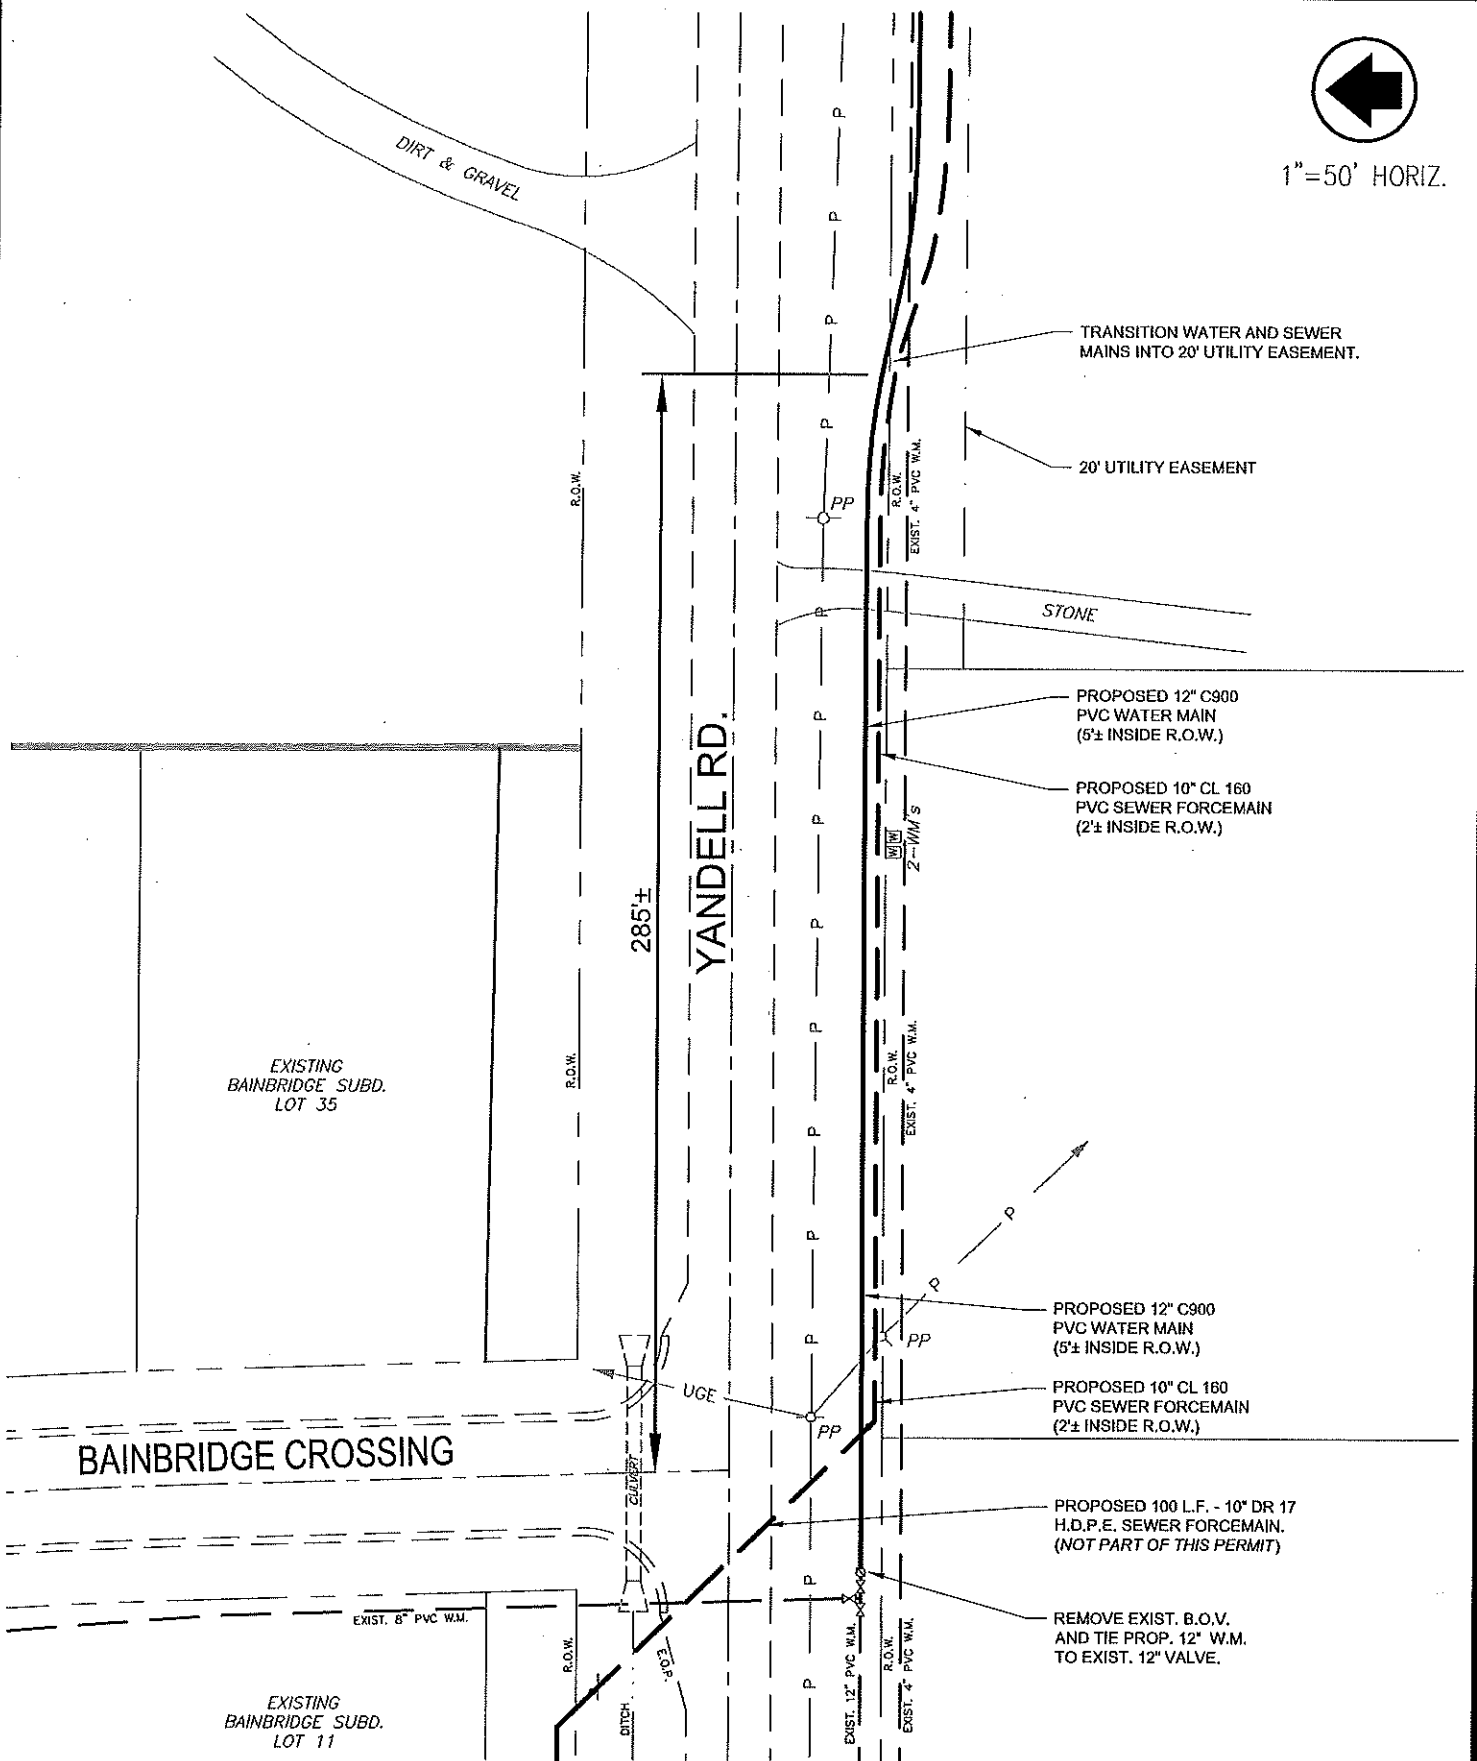 DIRT & GRAVEL
1"=50' HORIZ.
P
P
P
P
TRANSITION WATER AND SEWER
MAINS INTO 20' UTILITY EASEMENT.
20' UTILITY EASEMENT
R.O.W.
PP
R.O.W.
EXIST. 4" PVC W.M.
P
STONE
PROPOSED 12" C900
PVC WATER MAIN
(5'± INSIDE R.O.W.)
PROPOSED 10" CL 160
PVC SEWER FORCEMAIN
(2'± INSIDE R.O.W.)
P
P
W W
2-WM's
YANDELL RD.
285'±
P
P
P
P
EXISTING
BAINBRIDGE SUBD.
LOT 35
R.O.W.
R.O.W.
EXIST. 4" PVC W.M.
P
P
P
PROPOSED 12" C900
PVC WATER MAIN
(5'± INSIDE R.O.W.)
PP
PROPOSED 10" CL 160
PVC SEWER FORCEMAIN
(2'± INSIDE R.O.W.)
UGE
PP
BAINBRIDGE CROSSING
CULVERT
P
PROPOSED 100 L.F. - 10" DR 17
H.D.P.E. SEWER FORCEMAIN.
(NOT PART OF THIS PERMIT)
P
EXIST. 8" PVC W.M.
REMOVE EXIST. B.O.V.
AND TIE PROP. 12" W.M.
TO EXIST. 12" VALVE.
R.O.W.
E.O.P.
DITCH
P
EXIST. 12" PVC W.M.
R.O.W.
EXIST. 4" PVC W.M.
EXISTING
BAINBRIDGE SUBD.
LOT 11